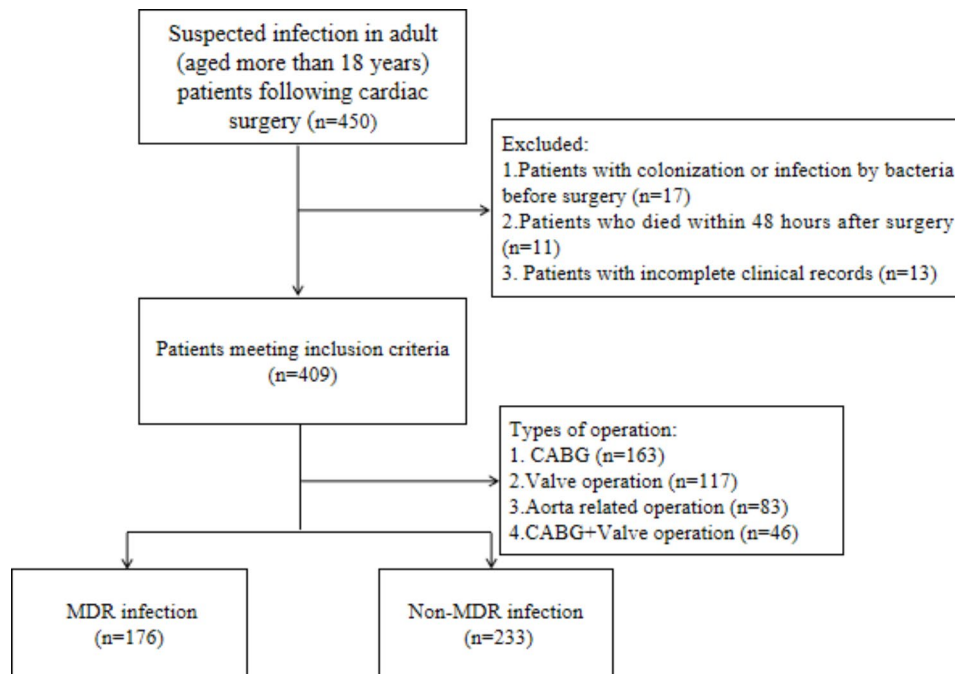 Suspected infection in adult
(aged more than 18 years)
patients following cardiac
surgery (n=450)
Excluded:
1.Patients with colonization or infection by bacteria
before surgery (n=17)
2.Patients who died within 48 hours after surgery
(n=11)
3. Patients with incomplete clinical records (n=13)
Patients meeting inclusion criteria
(n=409)
Types of operation:
1. CABG (n=163)
2.Valve operation (n=117)
3.Aorta related operation (n=83)
4.CABG+Valve operation (n=46)
MDR infection
(n=176)
Non-MDR infection
(n=233)